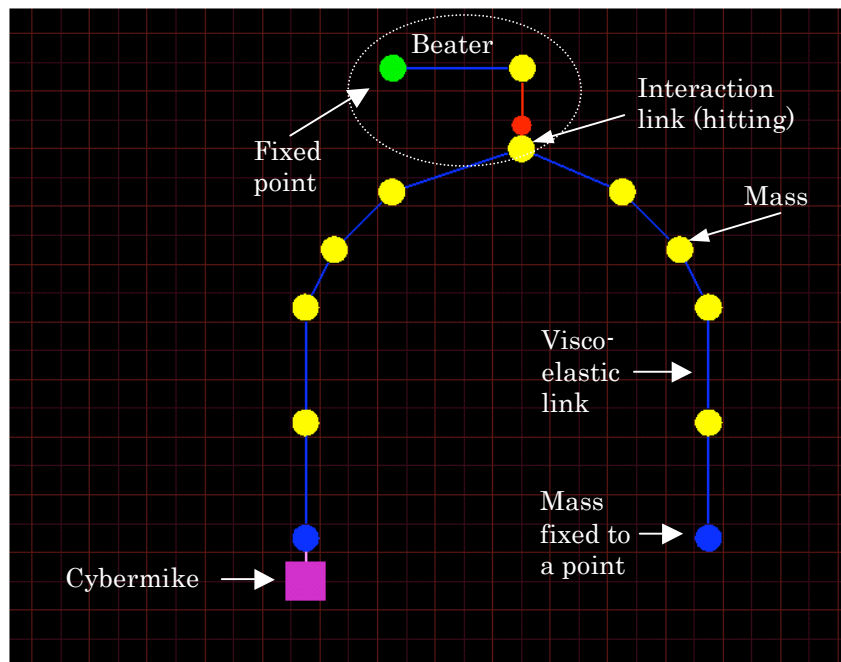 Beater
Interaction
link (hitting)
Fixed
point
Mass
Visco-
elastic
link
Mass
fixed to
a point
Cybermike